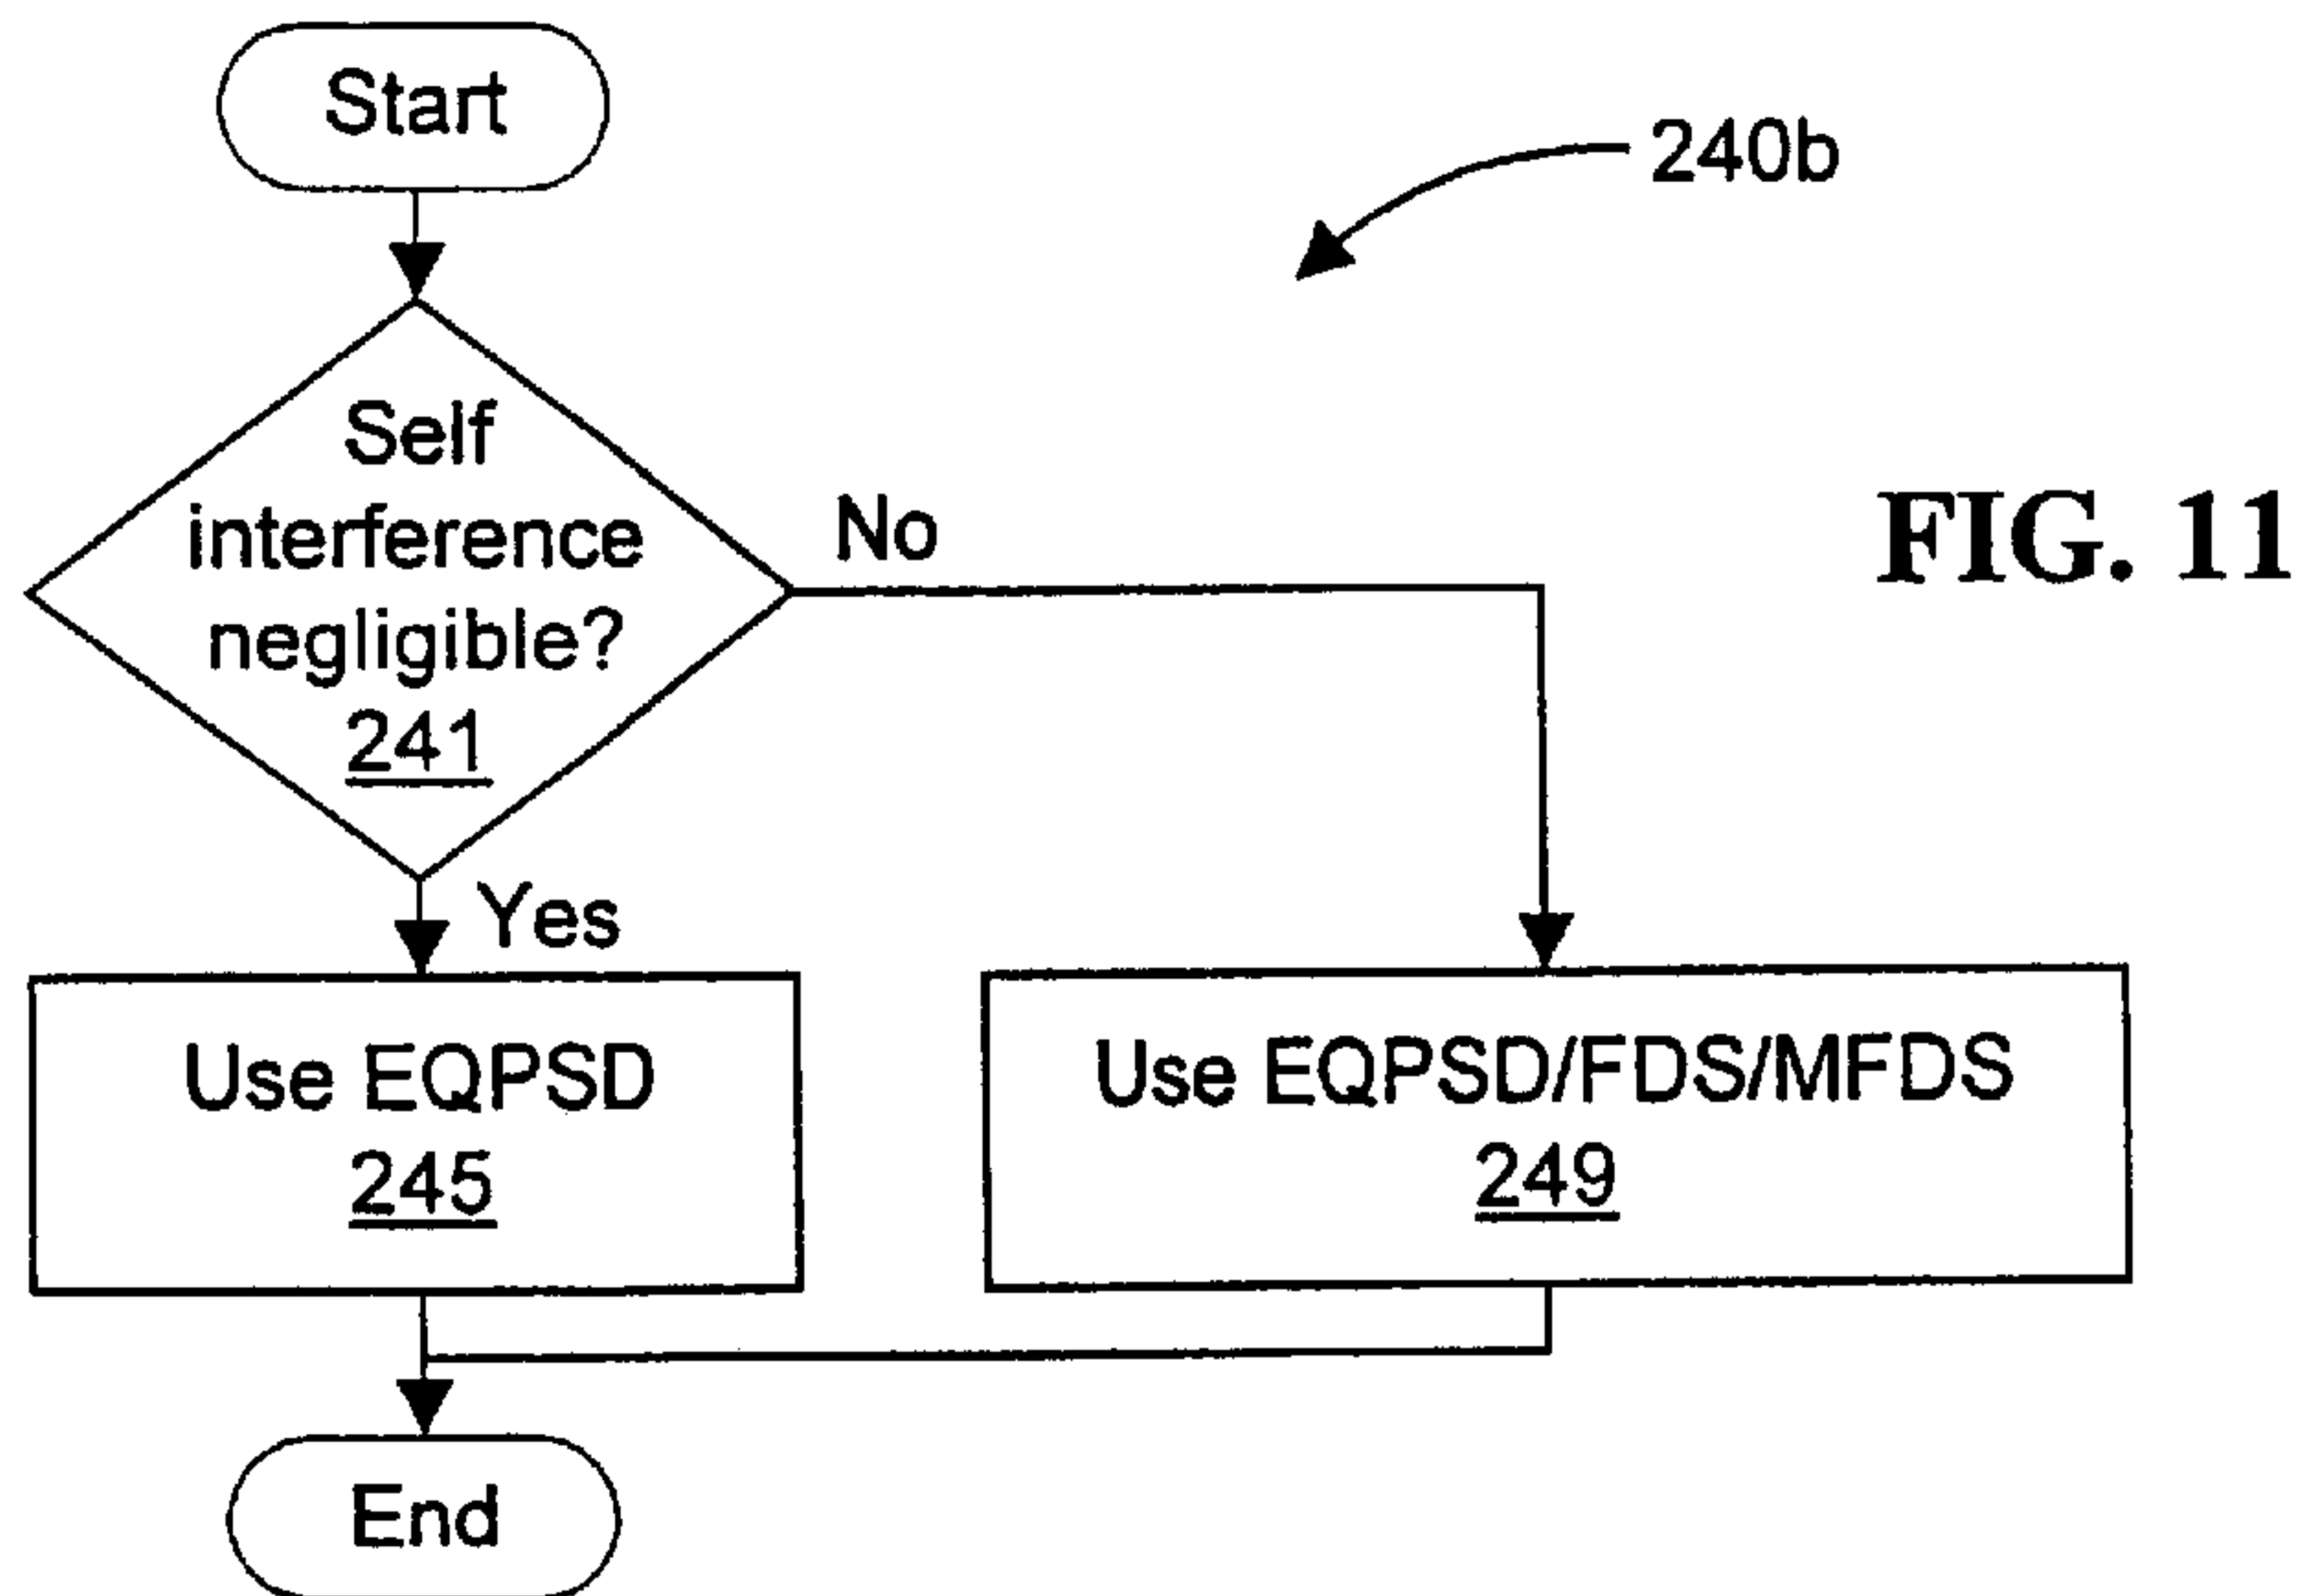 Start
240b
Self
interference
negligible?
241
No
FIG. 11
Yes
Use EQPSD
245
Use EQPSD/FDS/MFDS
249
End